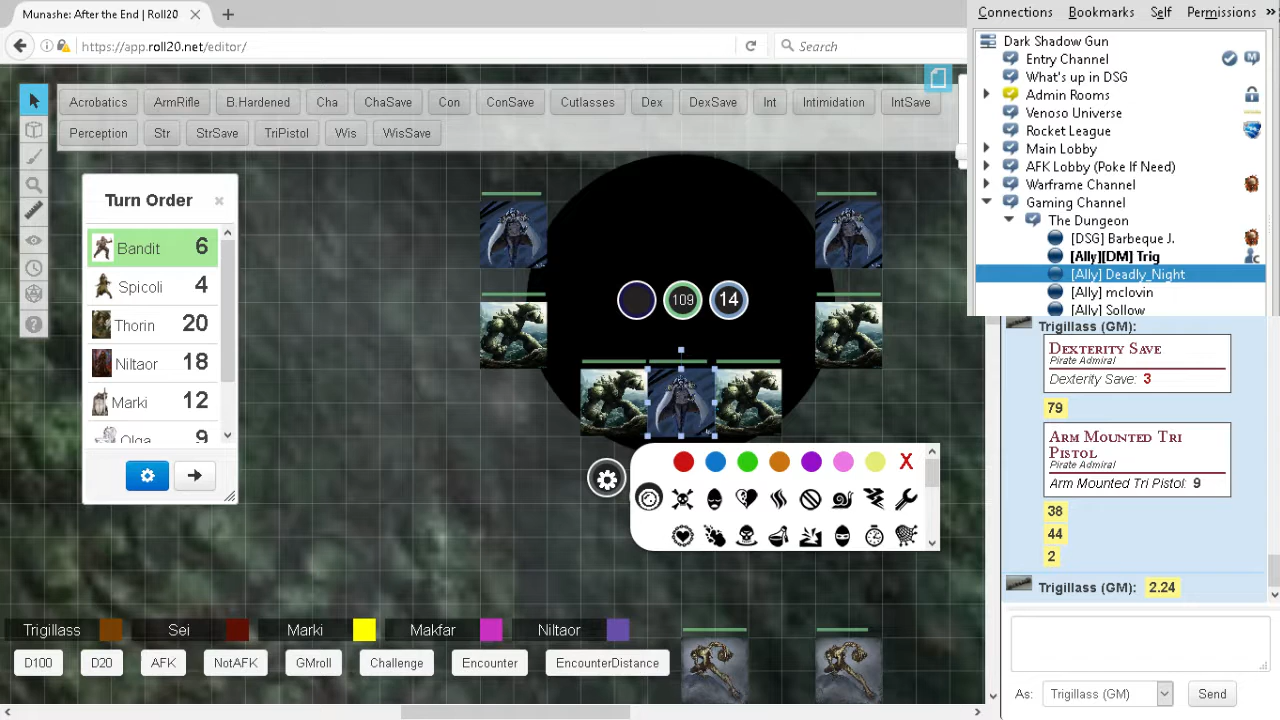 Munashe: After the End | Roll20
https://app.roll20.net/editor/
Search
Acrobatics ArmRifle B.Hardened Cha ChaSave Con ConSave Cutlasses Dex DexSave Int Intimidation IntSave
Perception Str StrSave TriPistol Wis WisSave
Turn Order
Bandit 6
Spicoli 4
Thorin 20
Niltaor 18
Marki 12
Olga 9
109 14
X
Trigillass Sei Marki Makfar Niltaor
D100 D20 AFK NotAFK GMroll Challenge Encounter EncounterDistance
Connections Bookmarks Self Permissions »
Dark Shadow Gun
Entry Channel
What's up in DSG
Admin Rooms
Venoso Universe
Rocket League
Main Lobby
AFK Lobby (Poke If Need)
Warframe Channel
Gaming Channel
The Dungeon
[DSG] Barbeque J.
[Ally][DM] Trig
[Ally] Deadly_Night
[Ally] mclovin
[Ally] Sollow
Trigillass (GM):
Dexterity Save
Pirate Admiral
Dexterity Save: 3
79
Arm Mounted Tri
Pistol
Pirate Admiral
Arm Mounted Tri Pistol: 9
38
44
2
Trigillass (GM): 2.24
As: Trigillass (GM) Send